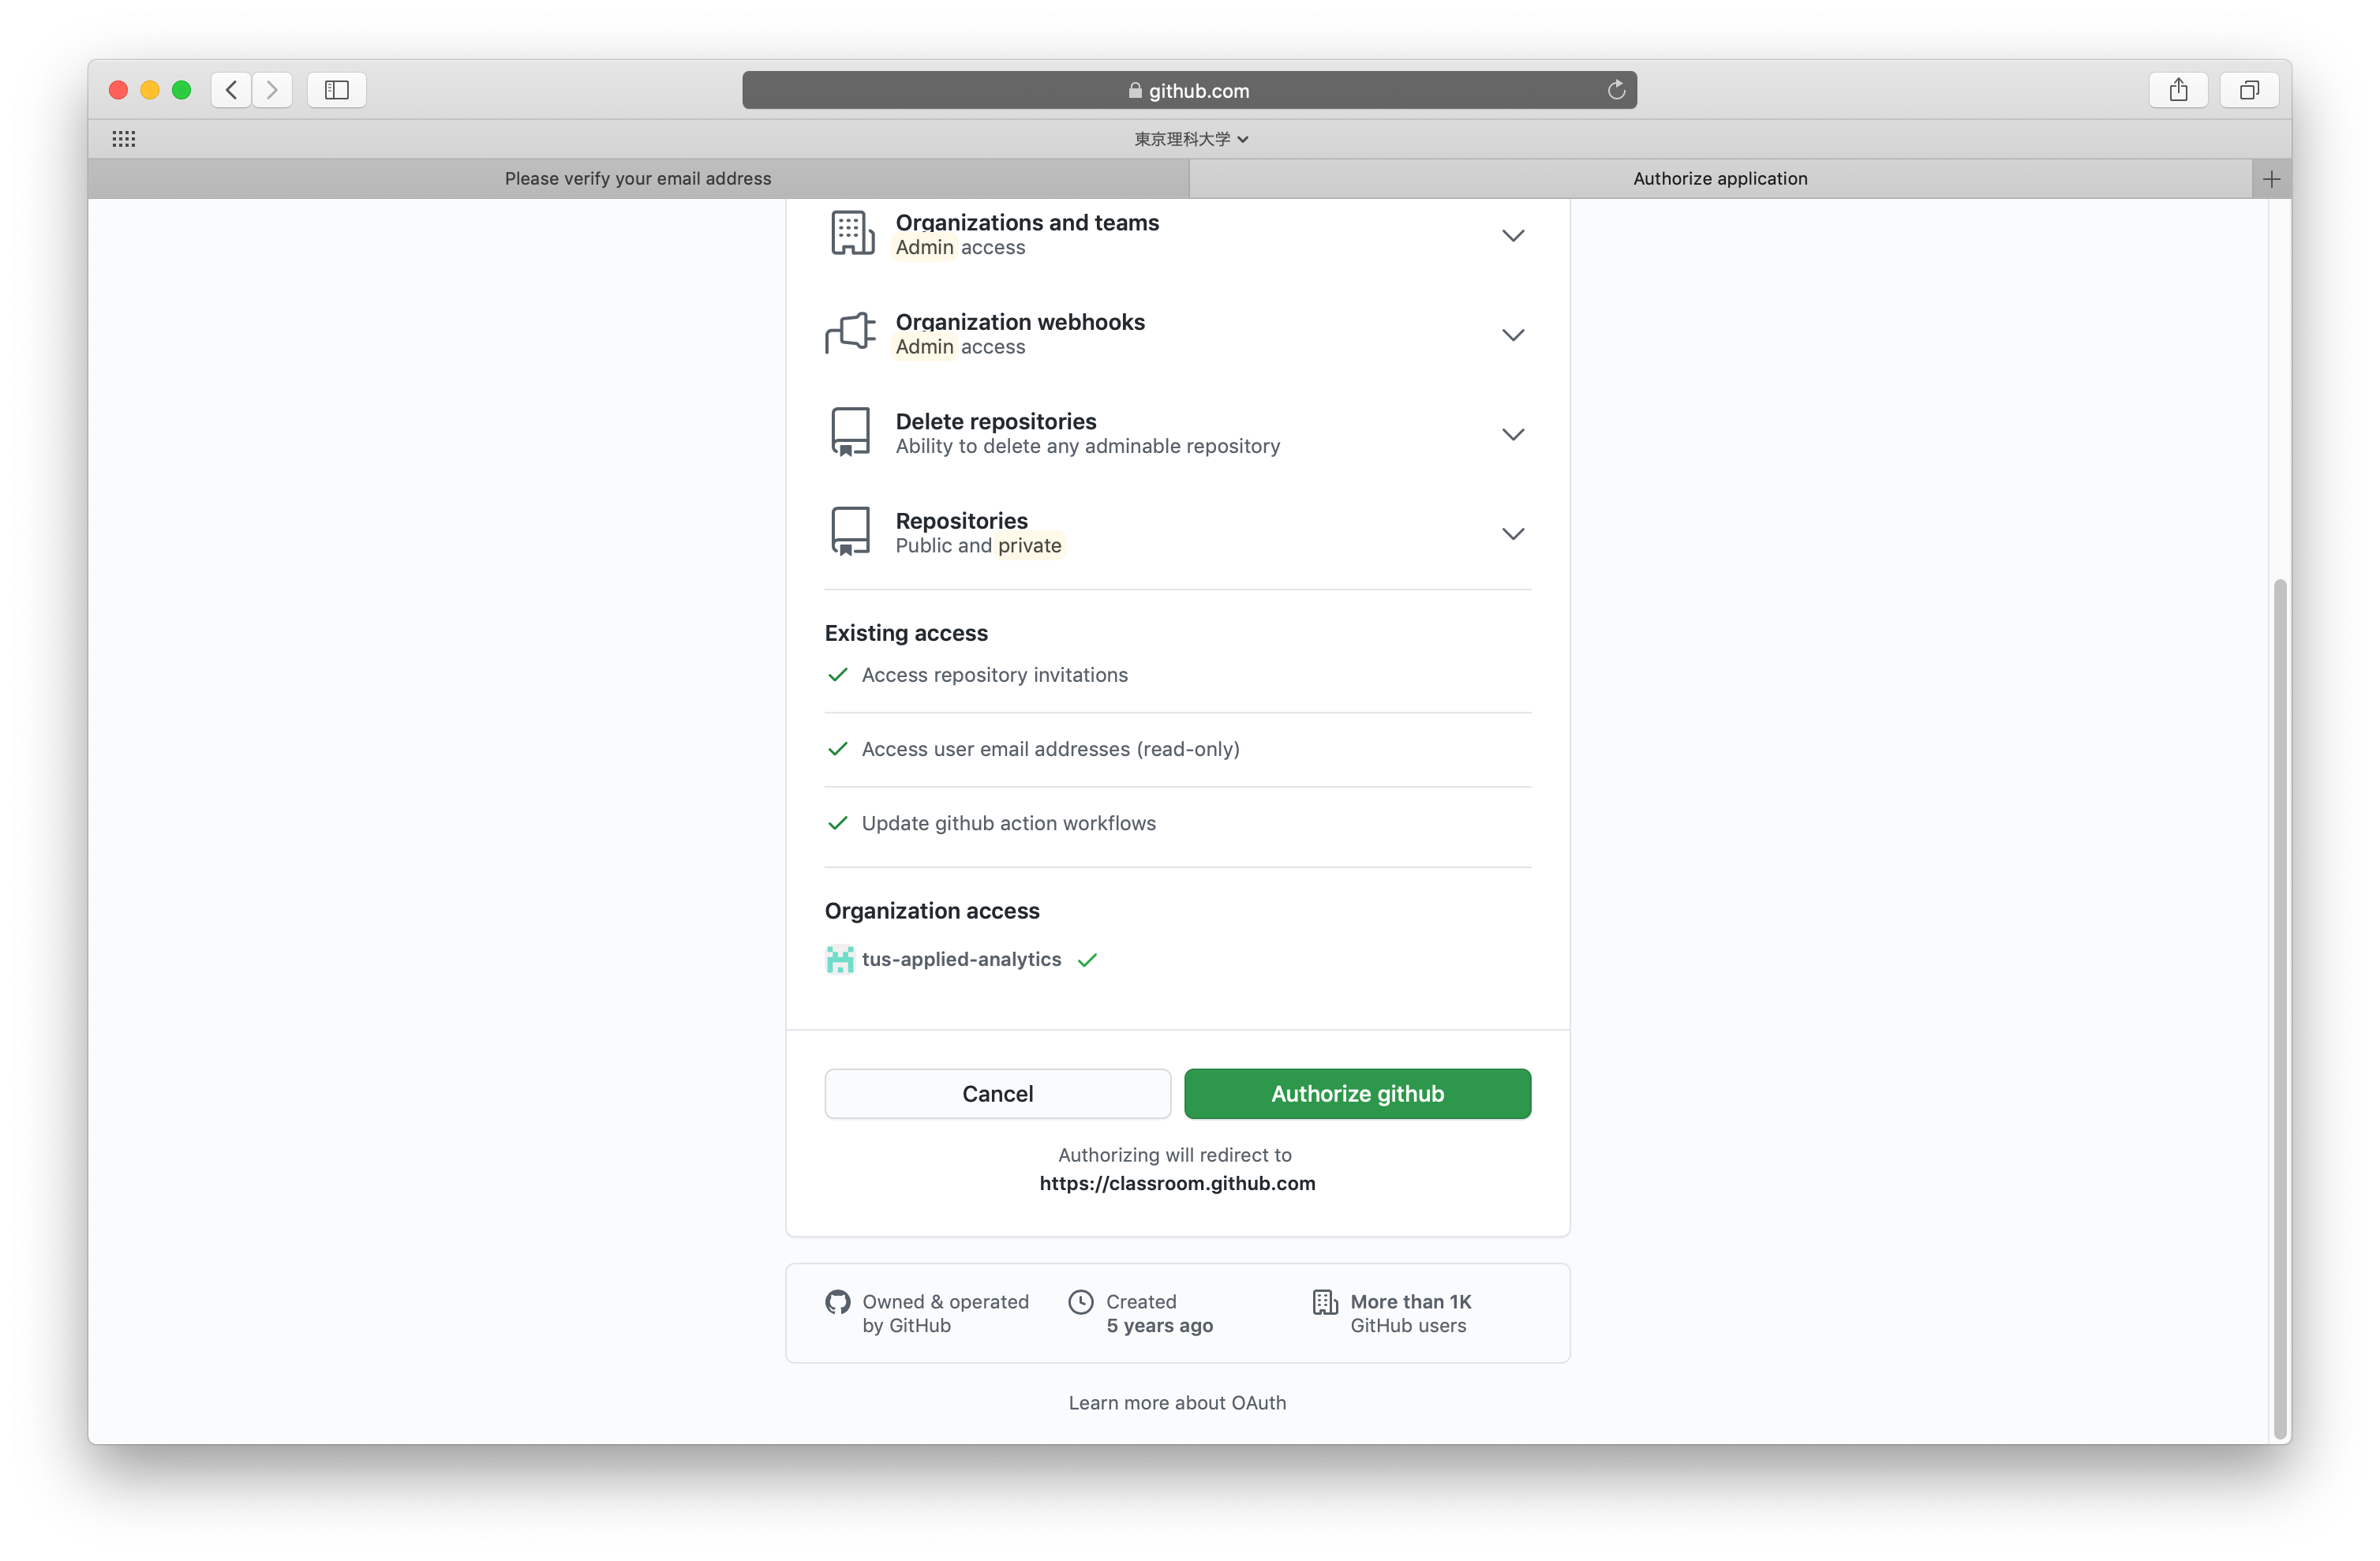 github.com
東京理科大学
Please verify your email address
Authorize application
Organizations and teams
Admin access
Organization webhooks
Admin access
Delete repositories
Ability to delete any adminable repository
Repositories
Public and private
Existing access
Access repository invitations
Access user email addresses (read-only)
Update github action workflows
Organization access
tus-applied-analytics
Cancel
Authorize github
Authorizing will redirect to
https://classroom.github.com
Owned & operated
by GitHub
Created
5 years ago
More than 1K
GitHub users
Learn more about OAuth